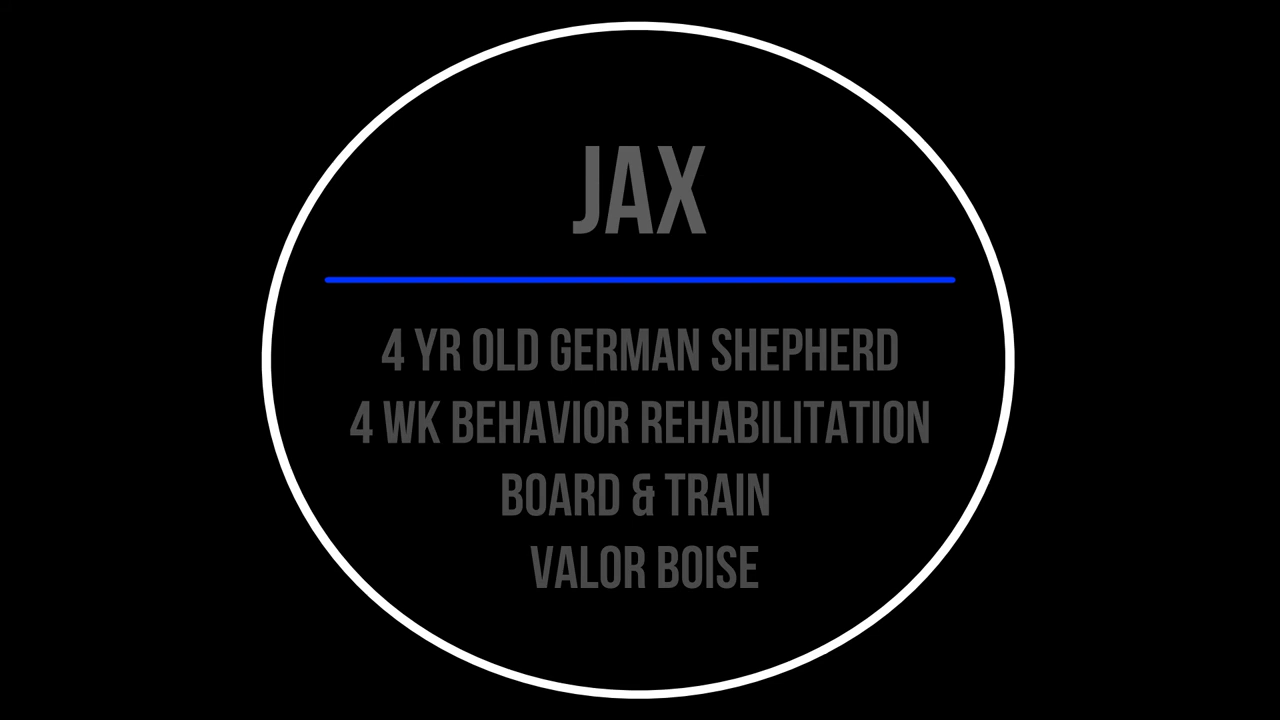 JAX
4 YR OLD GERMAN SHEPHERD
4 WK BEHAVIOR REHABILITATION
BOARD & TRAIN
VALOR BOISE